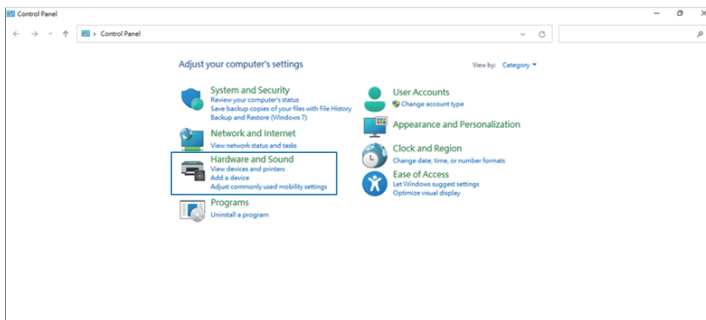 Control Panel
Control Panel
Adjust your computer's settings
View by: Category
System and Security
Review your computer's status
Save backup copies of your files with File History
Backup and Restore (Windows 7)
Network and Internet
View network status and tasks
Hardware and Sound
View devices and printers
Add a device
Adjust commonly used mobility settings
Programs
Uninstall a program
User Accounts
Change account type
Appearance and Personalization
Clock and Region
Change date, time, or number formats
Ease of Access
Let Windows suggest settings
Optimize visual display